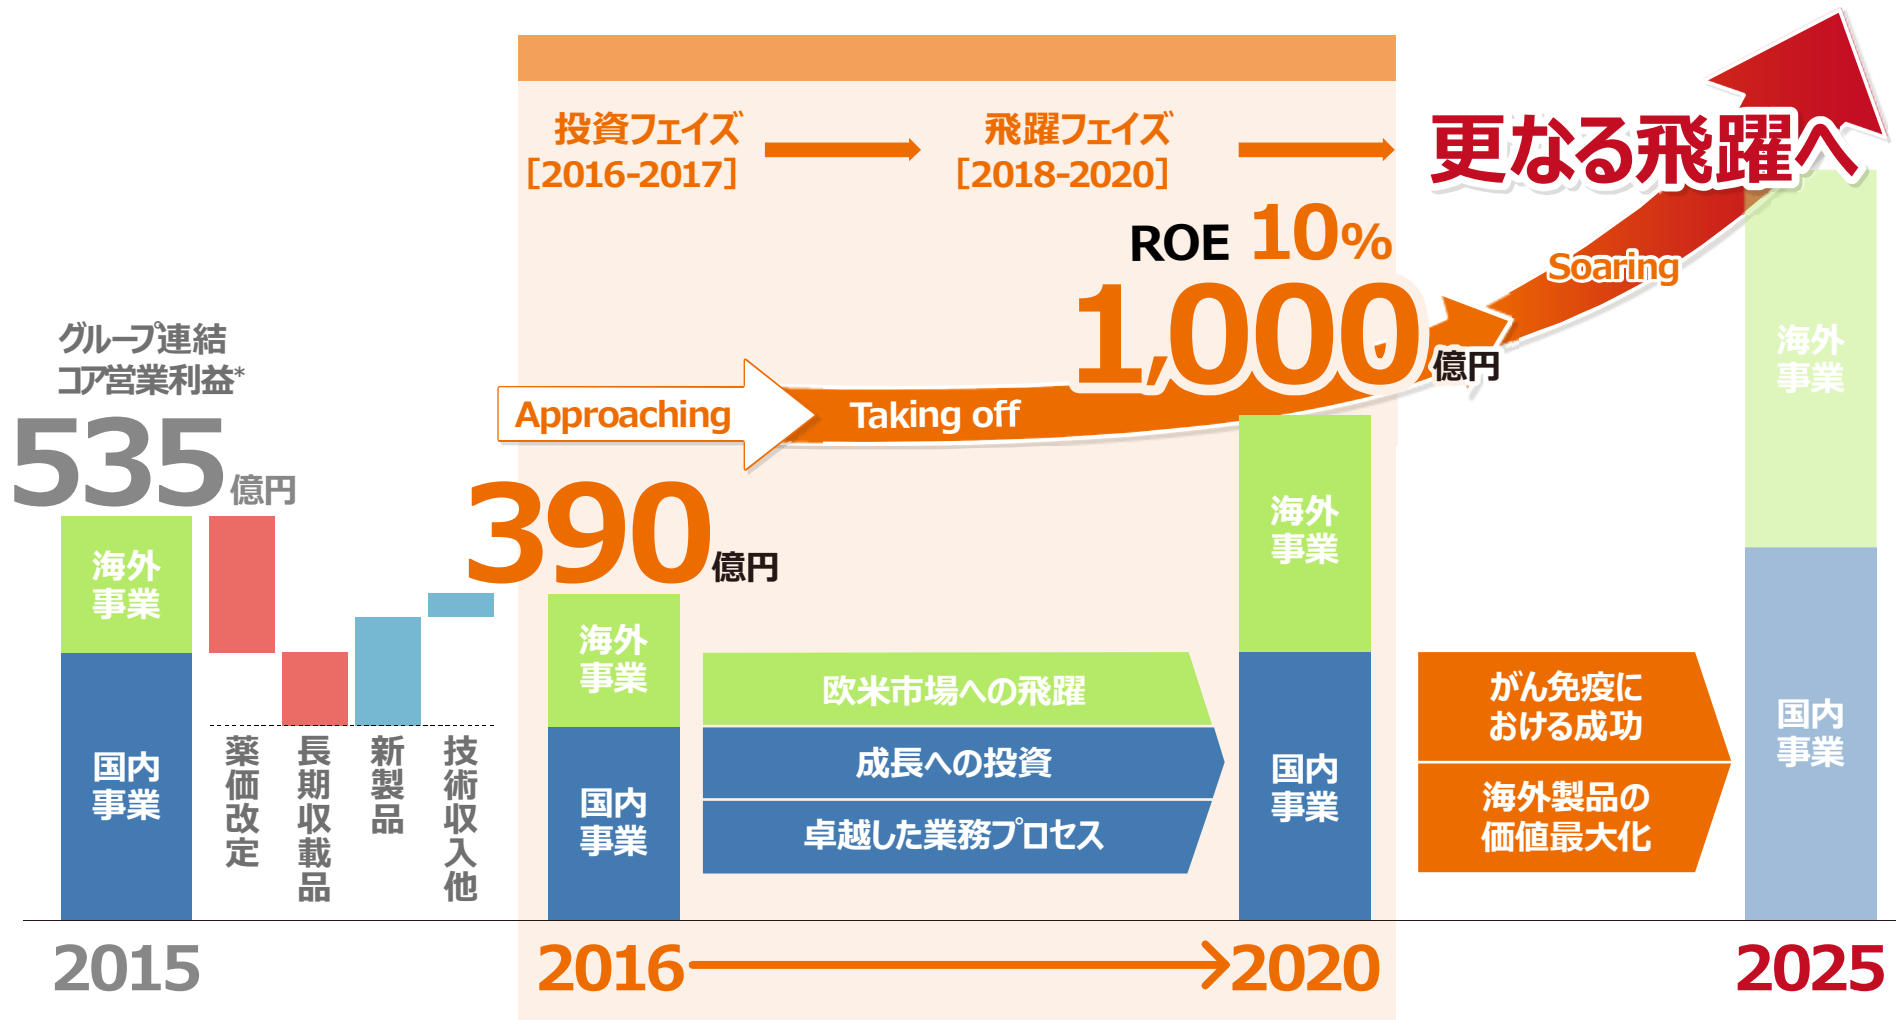 投資フェイズ
[2016-2017]
飛躍フェイズ
[2018-2020]
更なる飛躍へ
ROE 10%
1,000億円
Soaring
グループ連結
コア営業利益*
535億円
Approaching
Taking off
390億円
海外
事業
国内
事業
薬価改定
長期収載品
新製品
技術収入他
海外
事業
国内
事業
欧米市場への飛躍
成長への投資
卓越した業務プロセス
海外
事業
国内
事業
がん免疫に
おける成功
海外製品の
価値最大化
海外
事業
国内
事業
2015
2016
2020
2025